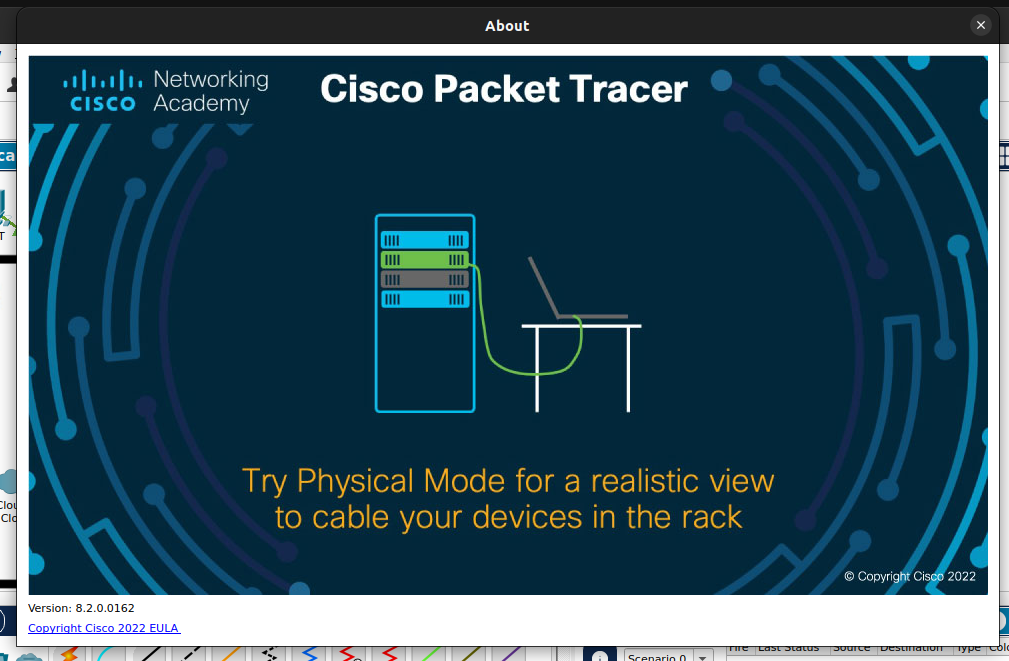 About
Networking
Academy
CISCO
Cisco Packet Tracer
Try Physical Mode for a realistic view
to cable your devices in the rack
© Copyright Cisco 2022
Version: 8.2.0.0162
Copyright Cisco 2022 EULA
Scenario 0
Fire Last Status Source Destination Type